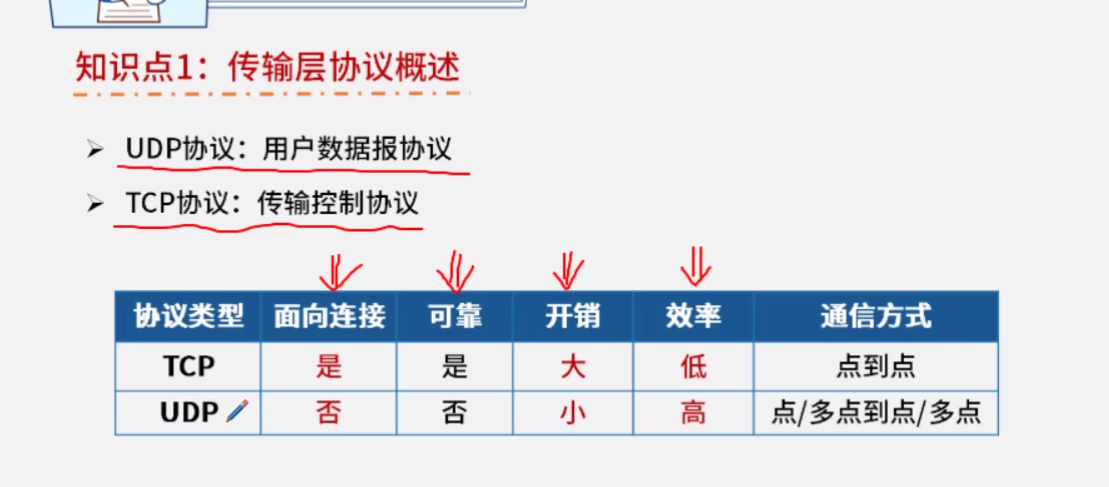 知识点1：传输层协议概述
UDP协议：用户数据报协议
TCP协议：传输控制协议
协议类型 面向连接 可靠 开销 效率 通信方式
TCP 是 是 大 低 点到点
UDP 否 否 小 高 点/多点到点/多点